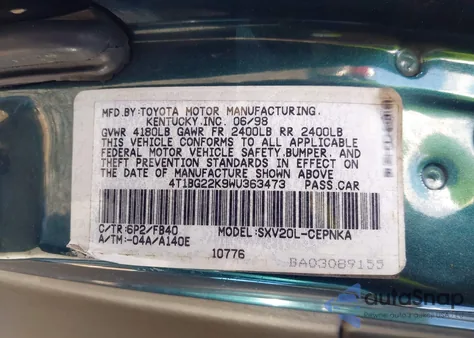 MFD.BY:TOYOTA MOTOR MANUFACTURING,
KENTUCKY,INC. 06/98
GVWR 4180LB GAWR FR 2400LB RR 2400LB
THIS VEHICLE CONFORMS TO ALL APPLICABLE
FEDERAL MOTOR VEHICLE SAFETY,BUMPER, AND
THEFT PREVENTION STANDARDS IN EFFECT ON
THE DATE OF MANUFACTURE SHOWN ABOVE.
4T1BG22K9WU363473 PASS.CAR
C/TR:6P2/FB40 MODEL:SXV20L-CEPNKA
A/TM:-04A/A140E
10776 BA03089155
autoSnap